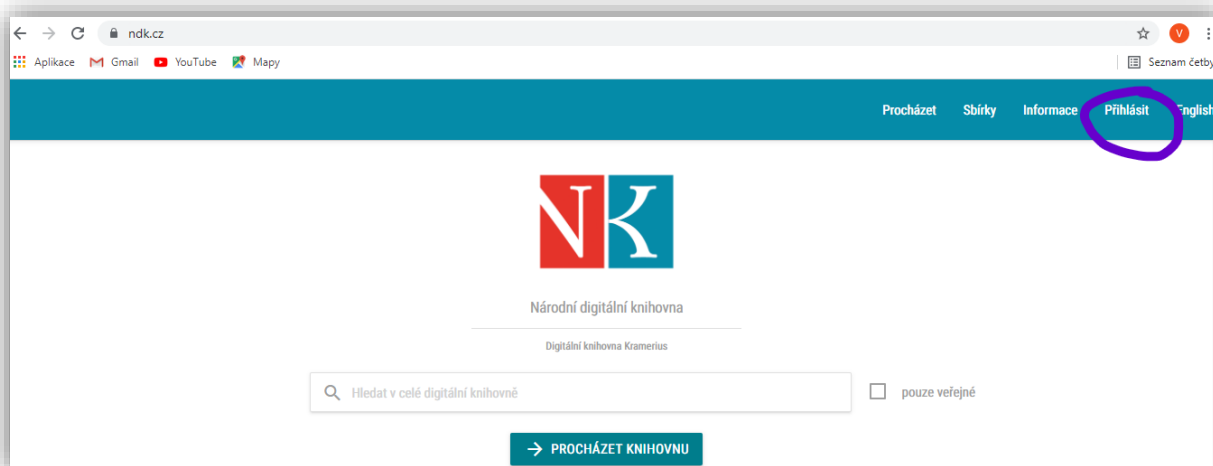 ndk.cz
V
Aplikace Gmail YouTube Mapy Seznam četby
Procházet Sbírky Informace Přihlásit English
NK
Národní digitální knihovna
Digitální knihovna Kramerius
Hledat v celé digitální knihovně pouze veřejné
→ PROCHÁZET KNIHOVNU